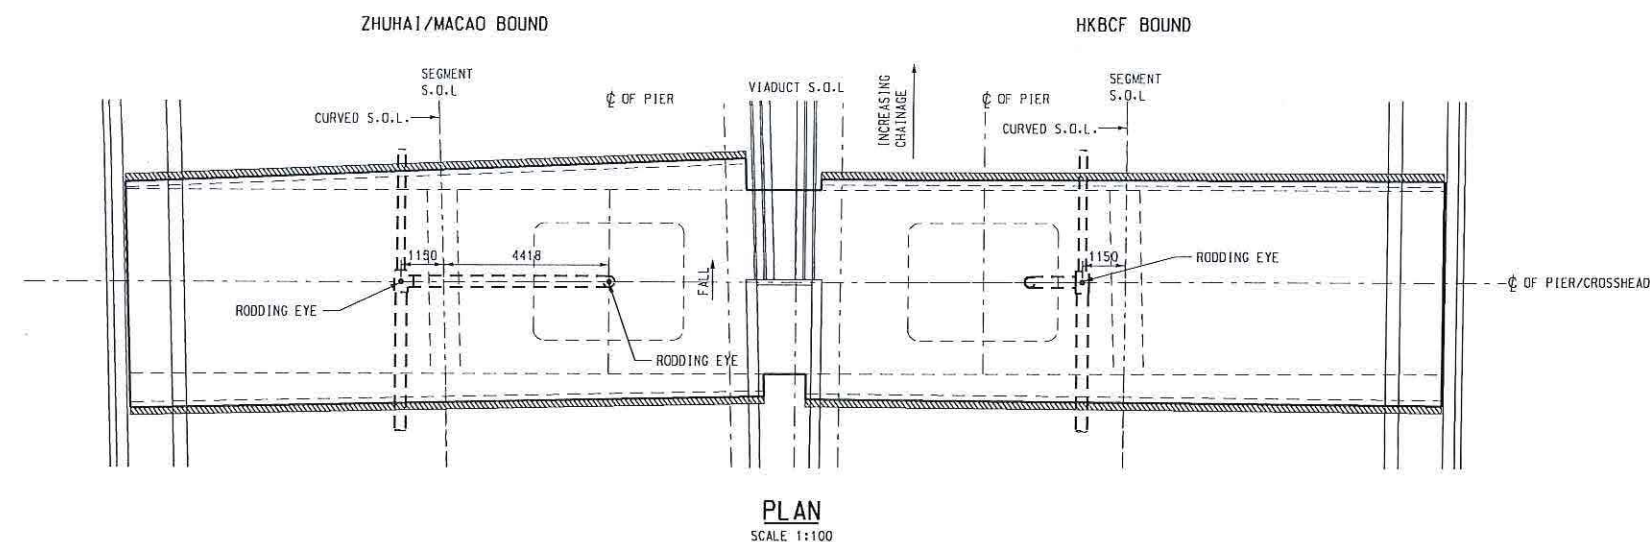 ZHUHAI/MACAO BOUND
HKBCF BOUND
SEGMENT
S.O.L
CURVED S.O.L.
℄ OF PIER
VIADUCT S.O.L
INCREASING
CHAINAGE
℄ OF PIER
SEGMENT
S.O.L
CURVED S.O.L.
1150
4418
FALL
1150
RODDING EYE
℄ OF PIER/CROSSHEAD
RODDING EYE
RODDING EYE
PLAN
SCALE 1:100